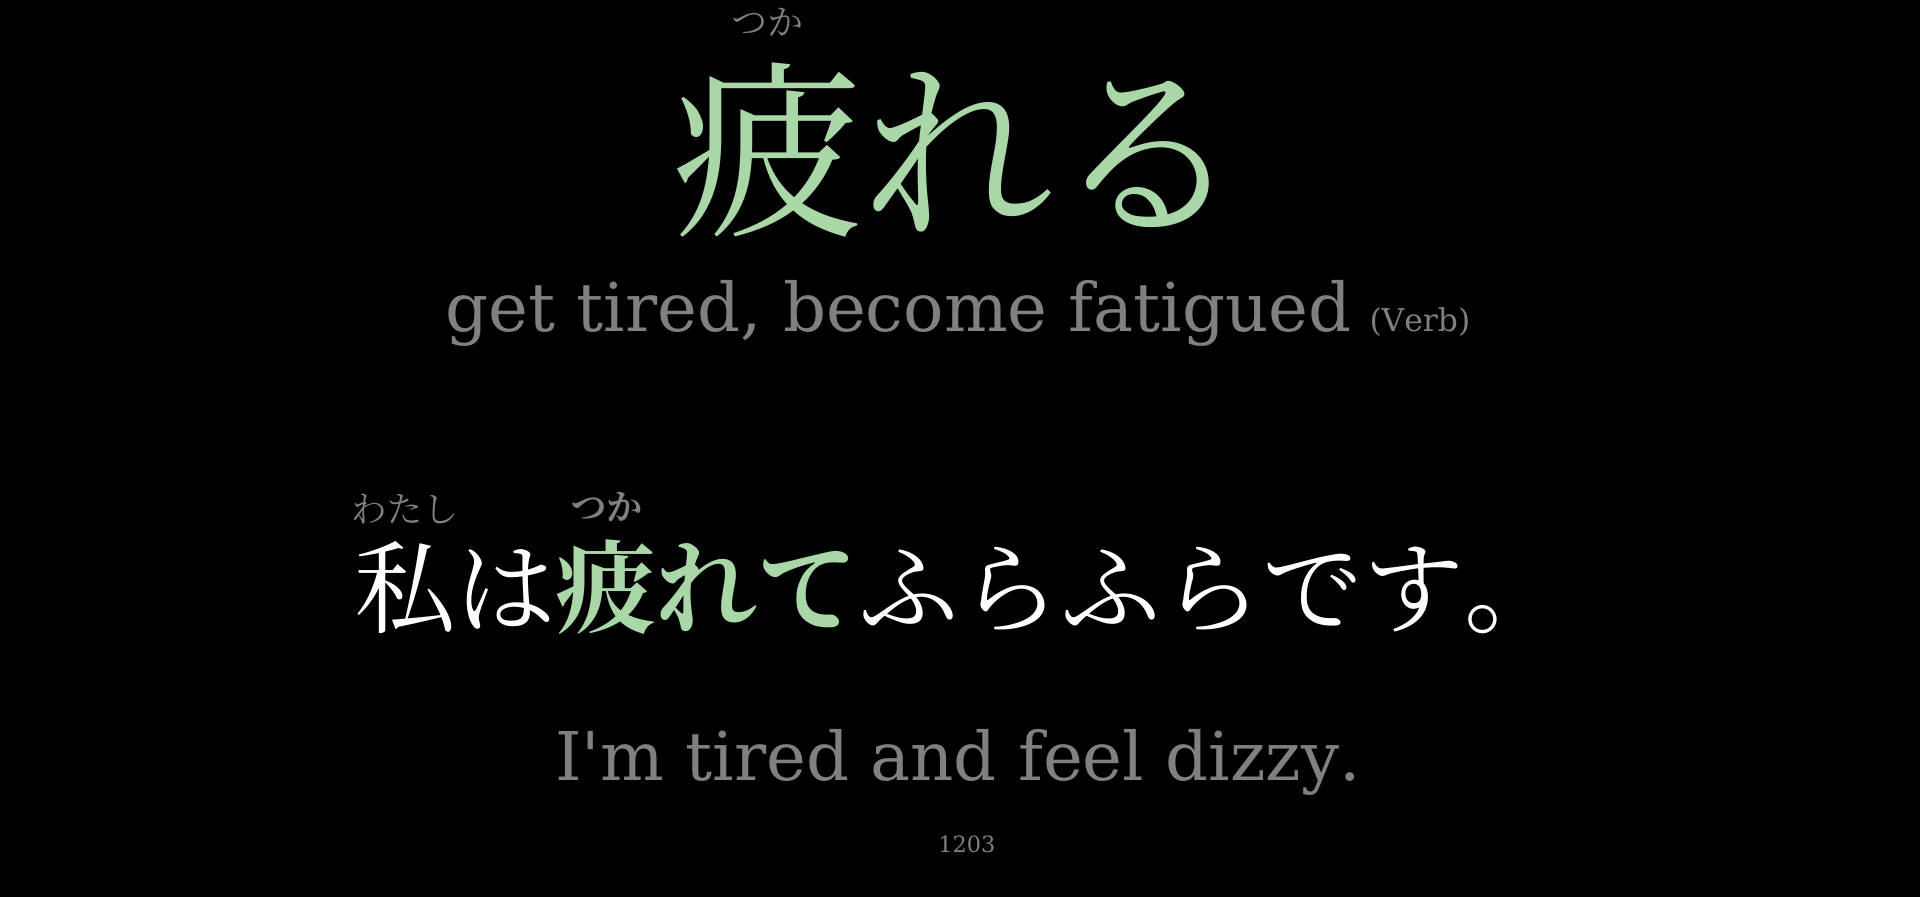 つか
疲れる
get tired, become fatigued (Verb)
わたし つか
私は疲れてふらふらです。
I'm tired and feel dizzy.
1203